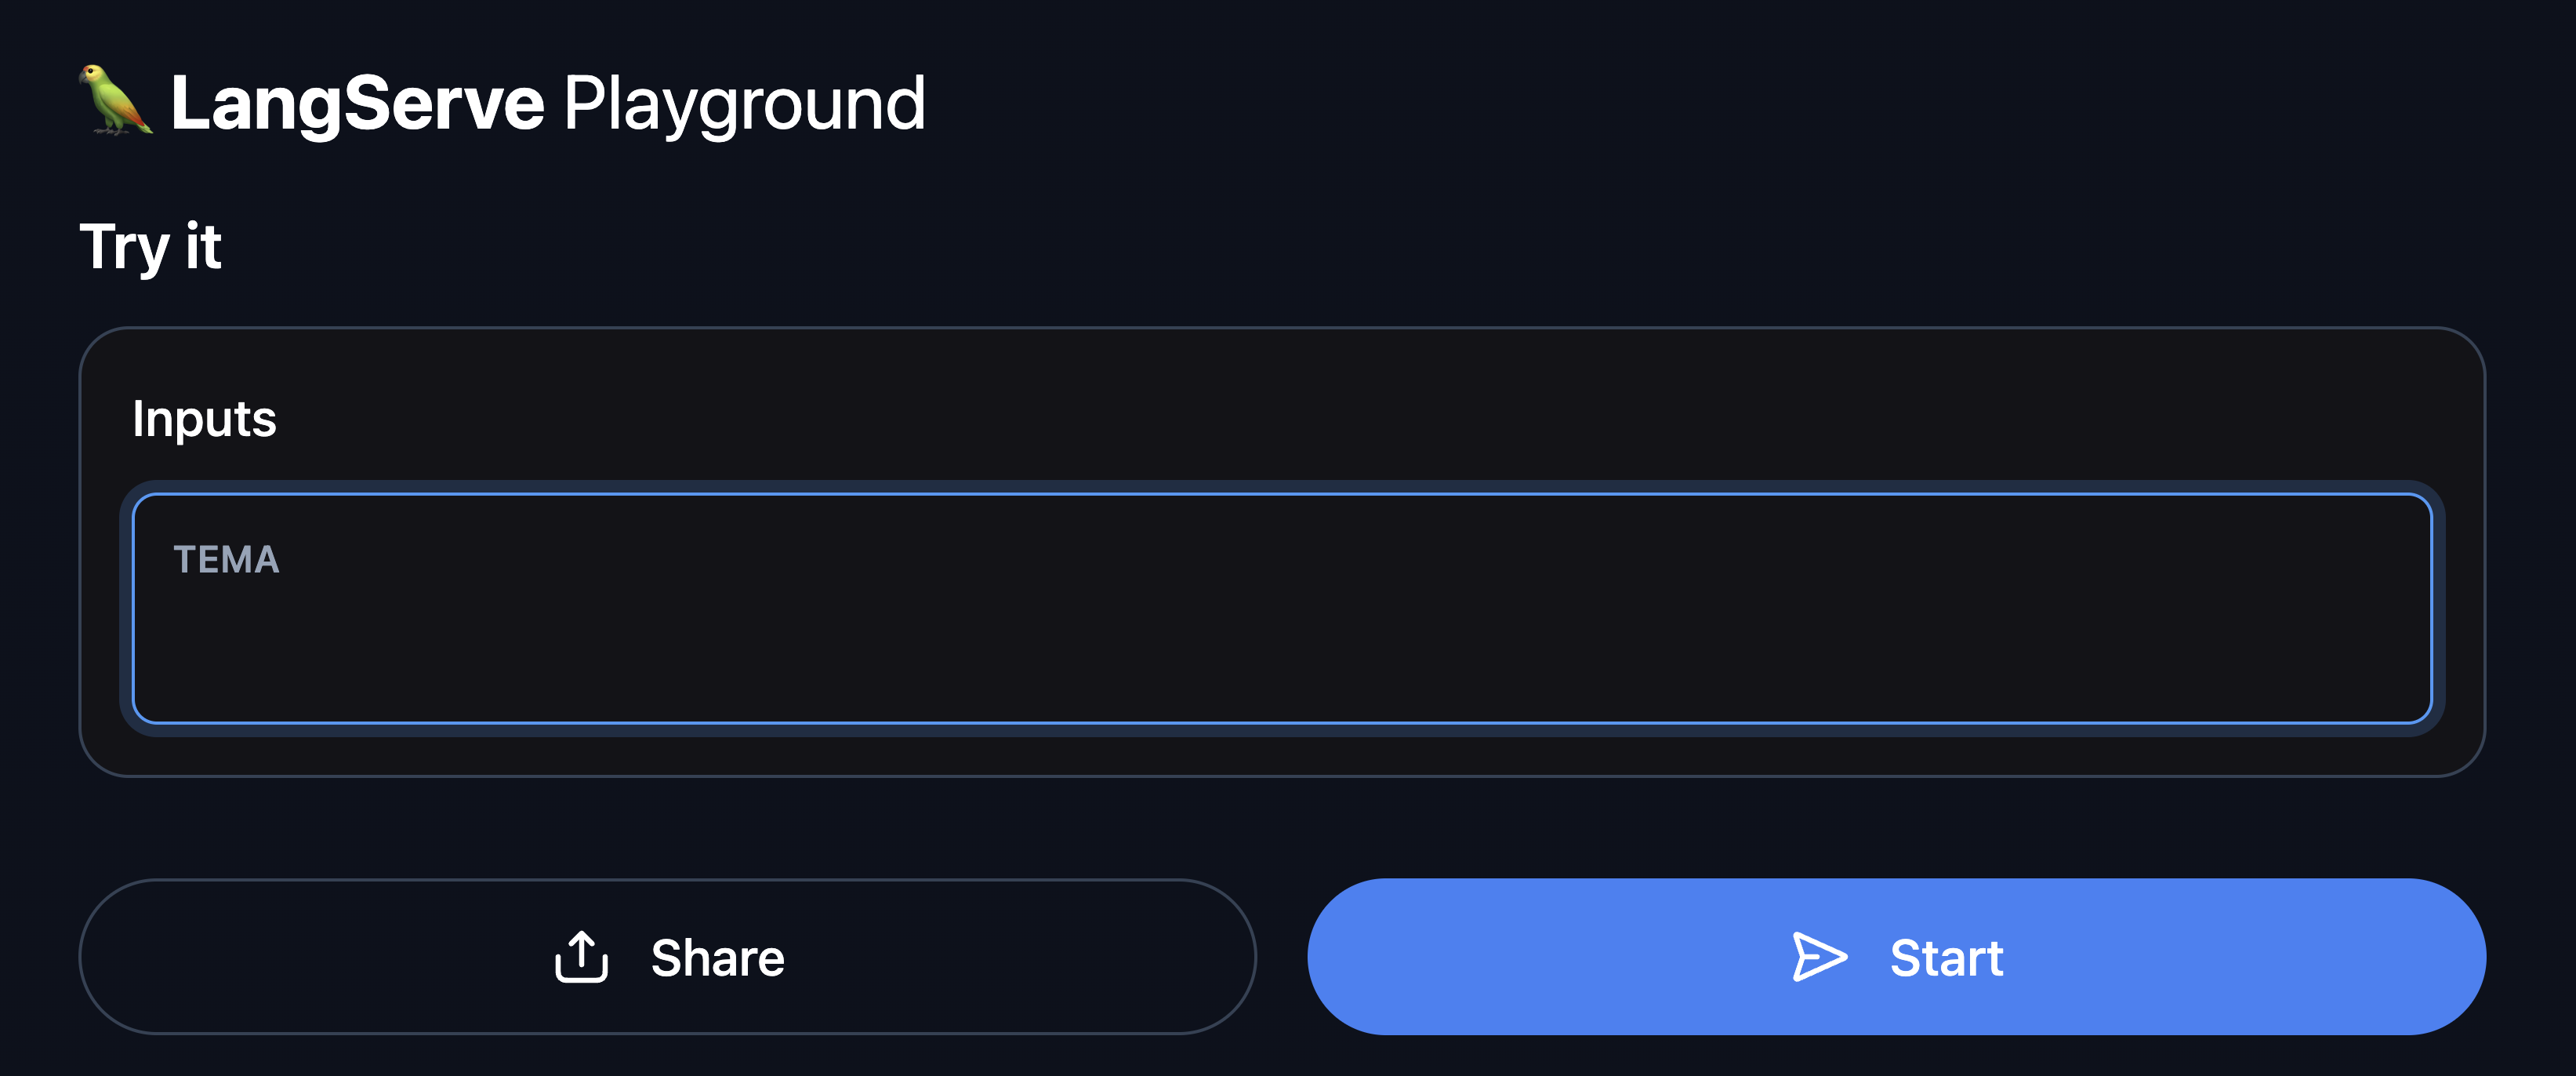 LangServe Playground
Try it
Inputs
TEMA
Share
Start